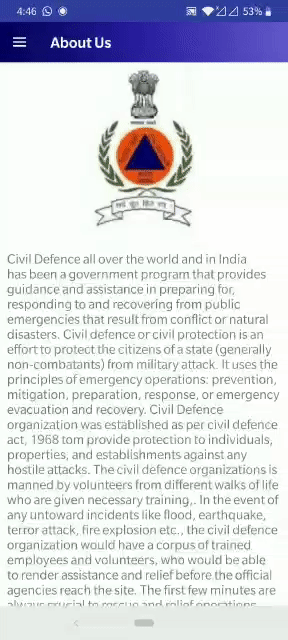 4:46
53%
About Us
Civil Defence all over the world and in India
has been a government program that provides
guidance and assistance in preparing for,
responding to and recovering from public
emergencies that result from conflict or natural
disasters. Civil defence or civil protection is an
effort to protect the citizens of a state (generally
non-combatants) from military attack. It uses the
principles of emergency operations: prevention,
mitigation, preparation, response, or emergency
evacuation and recovery. Civil Defence
organization was established as per civil defence
act, 1968 tom provide protection to individuals,
properties, and establishments against any
hostile attacks. The civil defence organizations is
manned by volunteers from different walks of life
who are given necessary training,. In the event of
any untoward incidents like flood, earthquake,
terror attack, fire explosion etc., the civil defence
organization would have a corpus of trained
employees and volunteers, who would be able
to render assistance and relief before the official
agencies reach the site. The first few minutes are
always crucial to rescue and relief operations